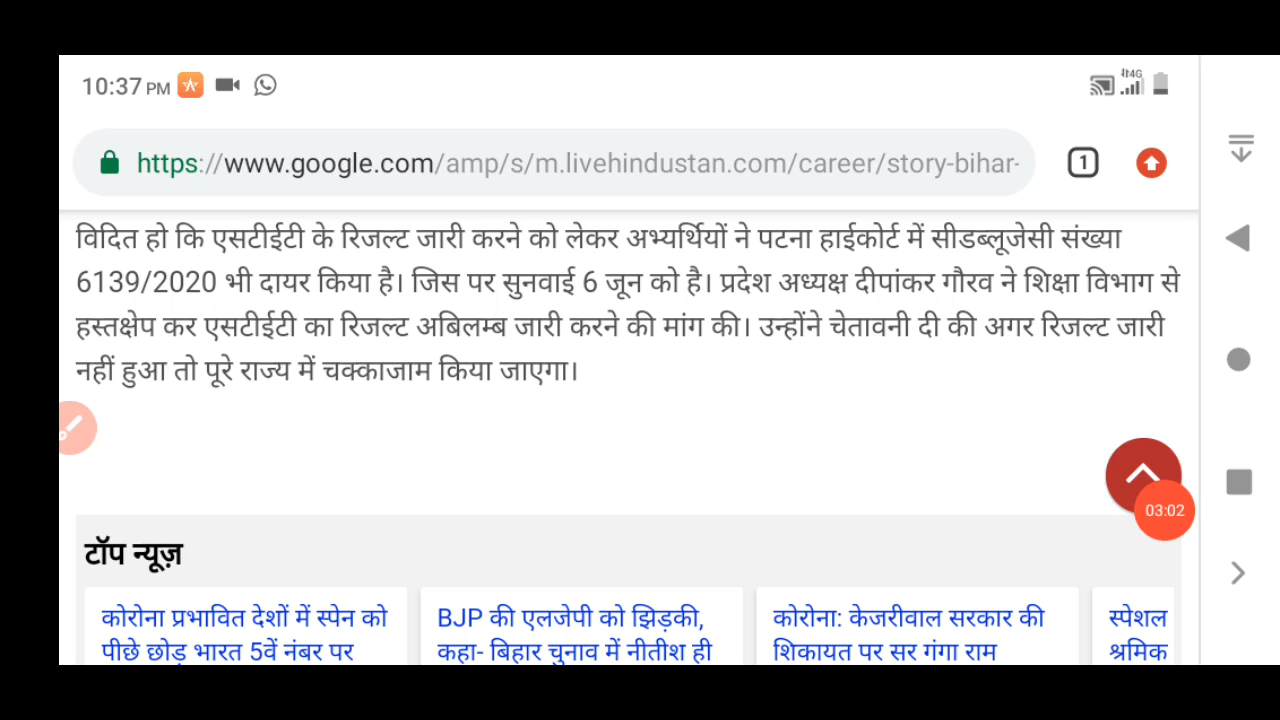 10:37 PM
4G
https://www.google.com/amp/s/m.livehindustan.com/career/story-bihar-
1
विदित हो कि एसटीईटी के रिजल्ट जारी करने को लेकर अभ्यर्थियों ने पटना हाईकोर्ट में सीडब्लूजेसी संख्या
6139/2020 भी दायर किया है। जिस पर सुनवाई 6 जून को है। प्रदेश अध्यक्ष दीपांकर गौरव ने शिक्षा विभाग से
हस्तक्षेप कर एसटीईटी का रिजल्ट अबिलम्ब जारी करने की मांग की। उन्होंने चेतावनी दी की अगर रिजल्ट जारी
नहीं हुआ तो पूरे राज्य में चक्काजाम किया जाएगा।
03:02
टॉप न्यूज़
कोरोना प्रभावित देशों में स्पेन को
पीछे छोड़ भारत 5वें नंबर पर
BJP की एलजेपी को झिड़की,
कहा- बिहार चुनाव में नीतीश ही
कोरोना: केजरीवाल सरकार की
शिकायत पर सर गंगा राम
स्पेशल
श्रमिक